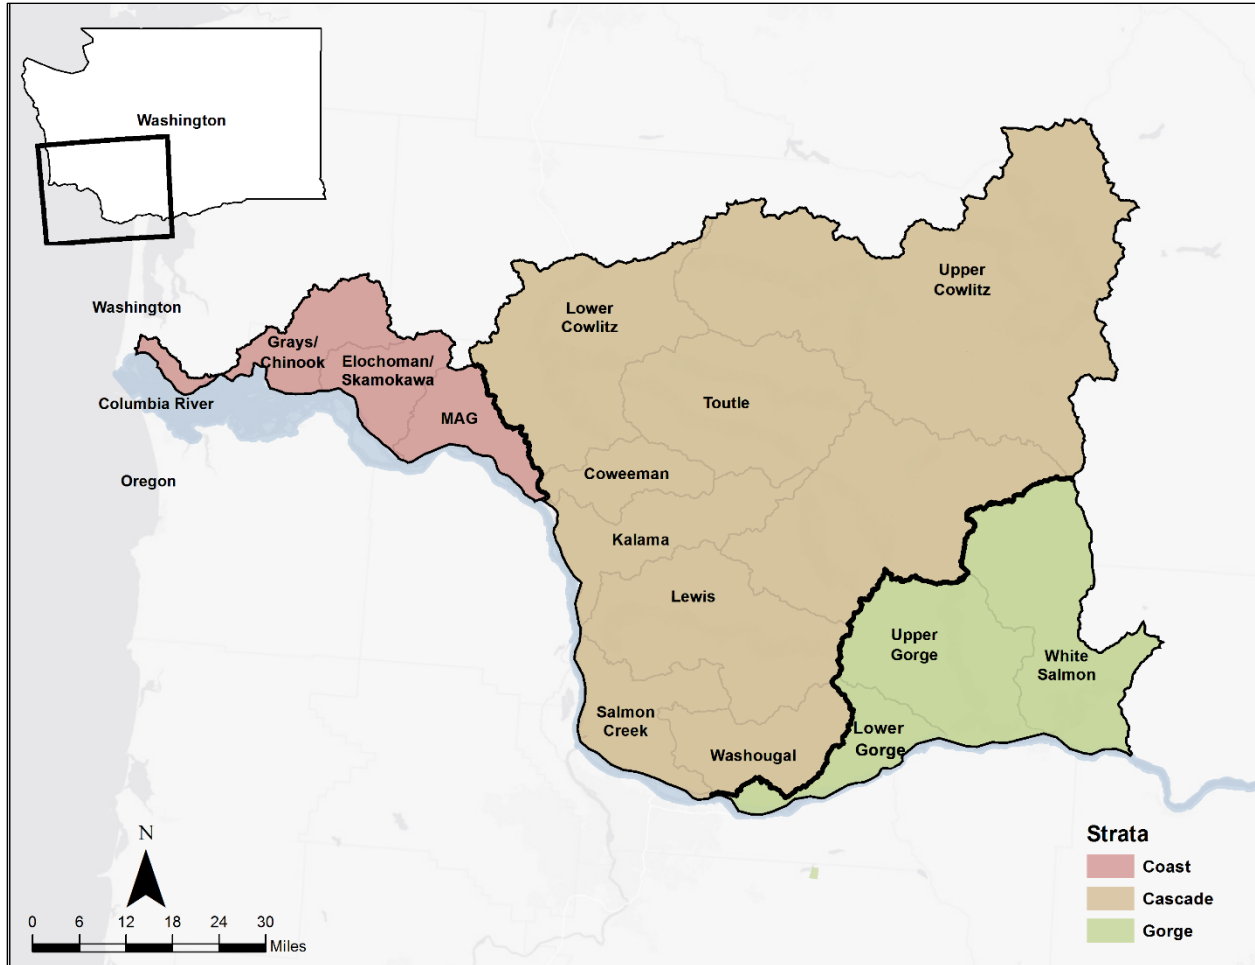 Washington
Washington
Grays/
Chinook
Elochoman/
Skamokawa
MAG
Columbia River
Oregon
Lower
Cowlitz
Upper
Cowlitz
Toutle
Coweeman
Kalama
Lewis
Salmon
Creek
Washougal
Upper
Gorge
White
Salmon
Lower
Gorge
N
0 6 12 18 24 30
Miles
Strata
Coast
Cascade
Gorge